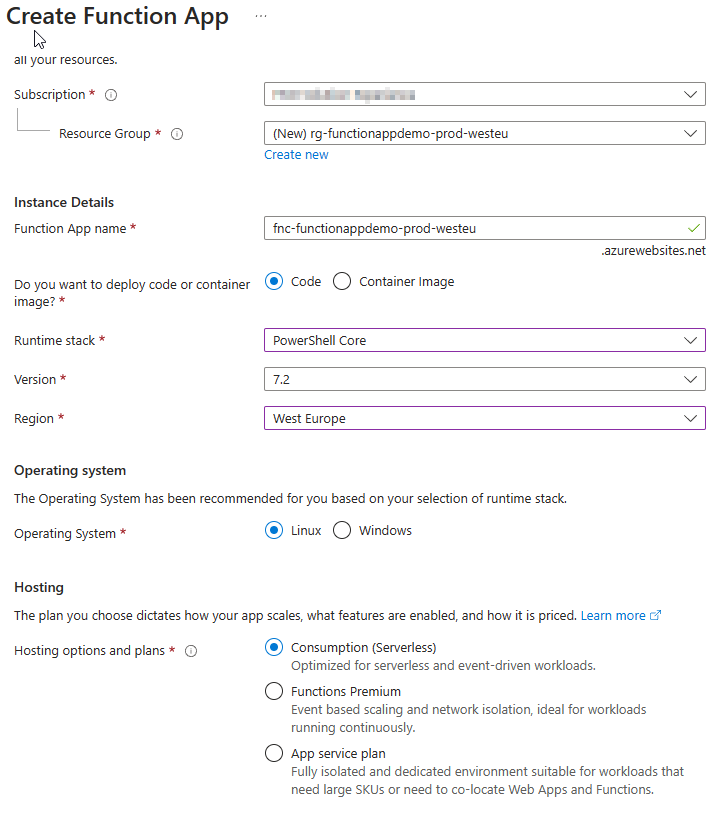 Create Function App ...
all your resources.
Subscription *
Resource Group *
(New) rg-functionappdemo-prod-westeu
Create new
Instance Details
Function App name *
fnc-functionappdemo-prod-westeu
.azurewebsites.net
Do you want to deploy code or container
image? *
Code
Container Image
Runtime stack *
PowerShell Core
Version *
7.2
Region *
West Europe
Operating system
The Operating System has been recommended for you based on your selection of runtime stack.
Operating System *
Linux
Windows
Hosting
The plan you choose dictates how your app scales, what features are enabled, and how it is priced. Learn more
Hosting options and plans *
Consumption (Serverless)
Optimized for serverless and event-driven workloads.
Functions Premium
Event based scaling and network isolation, ideal for workloads
running continuously.
App service plan
Fully isolated and dedicated environment suitable for workloads that
need large SKUs or need to co-locate Web Apps and Functions.